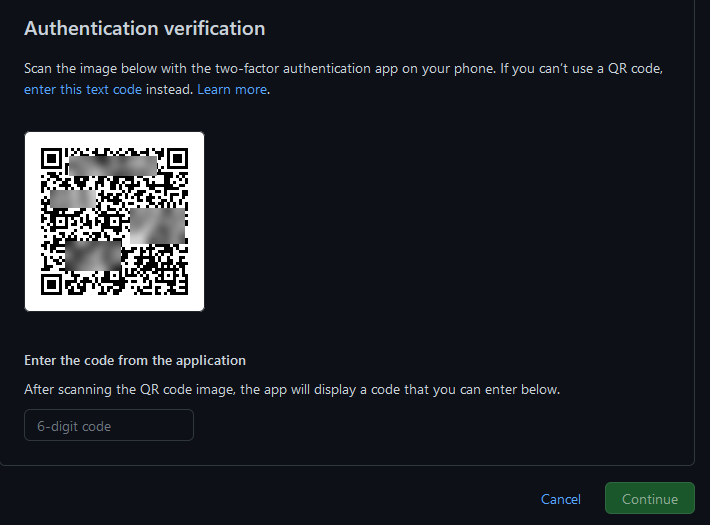 Authentication verification
Scan the image below with the two-factor authentication app on your phone. If you can't use a QR code,
enter this text code instead. Learn more.
Enter the code from the application
After scanning the QR code image, the app will display a code that you can enter below.
6-digit code
Cancel
Continue